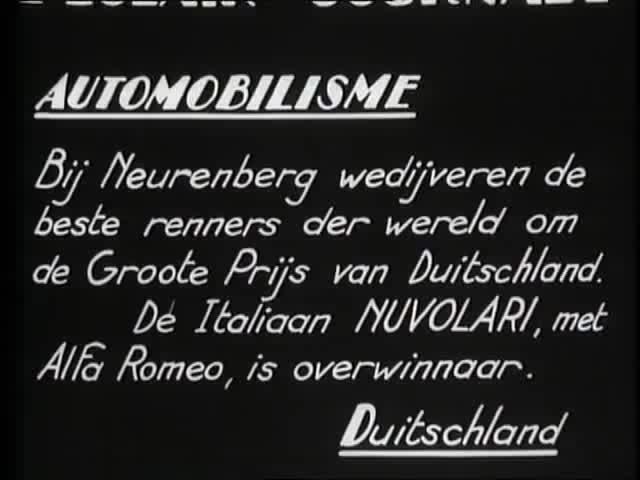 AUTOMOBILISME
Bij Neurenberg wedijveren de
beste renners der wereld om
de Groote Prijs van Duitschland.
De Italiaan NUVOLARI, met
Alfa Romeo, is overwinnaar.
Duitschland